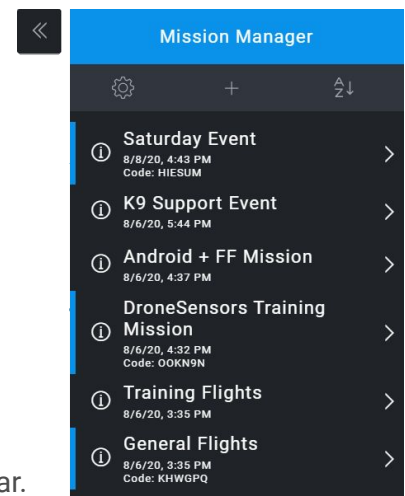 Mission Manager
A
Z
Saturday Event
8/8/20, 4:43 PM
Code: HIESUM
K9 Support Event
8/6/20, 5:44 PM
Android + FF Mission
8/6/20, 4:37 PM
DroneSensors Training
Mission
8/6/20, 4:32 PM
Code: OOKN9N
Training Flights
8/6/20, 3:35 PM
General Flights
8/6/20, 3:35 PM
Code: KHWGPQ
ar.